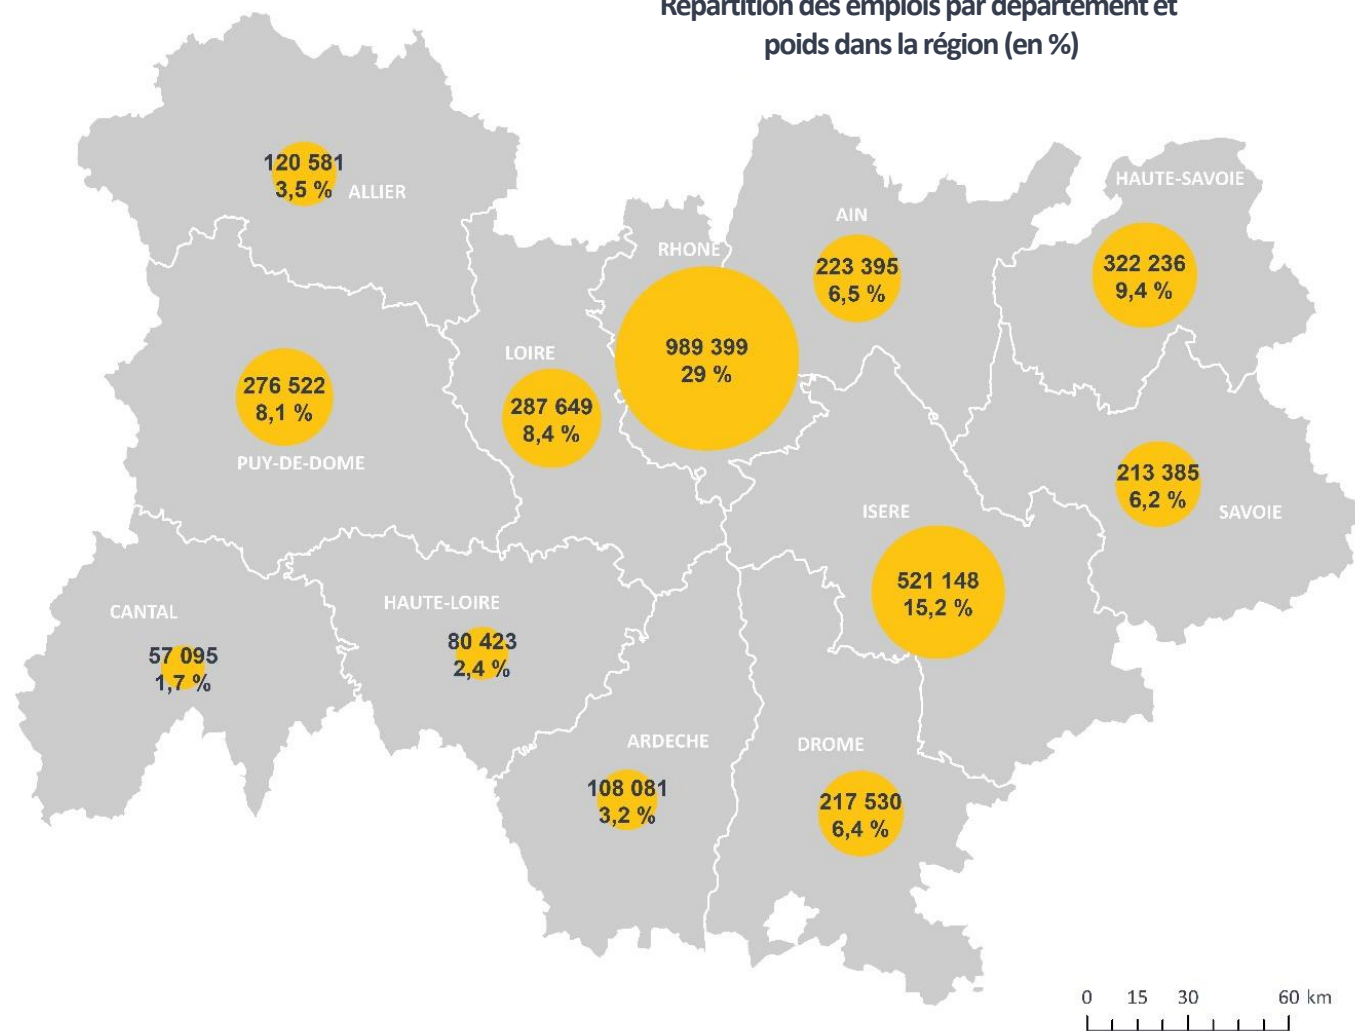 Répartition des emplois par département et
poids dans la région (en %)
120 581
3,5 %
ALLIER
HAUTE-SAVOIE
322 236
9,4 %
AIN
223 395
6,5 %
RHONE
989 399
29 %
LOIRE
287 649
8,4 %
276 522
8,1 %
PUY-DE-DOME
213 385
6,2 %
SAVOIE
ISERE
521 148
15,2 %
CANTAL
57 095
1,7 %
HAUTE-LOIRE
80 423
2,4 %
ARDECHE
108 081
3,2 %
DROME
217 530
6,4 %
0 15 30 60 km